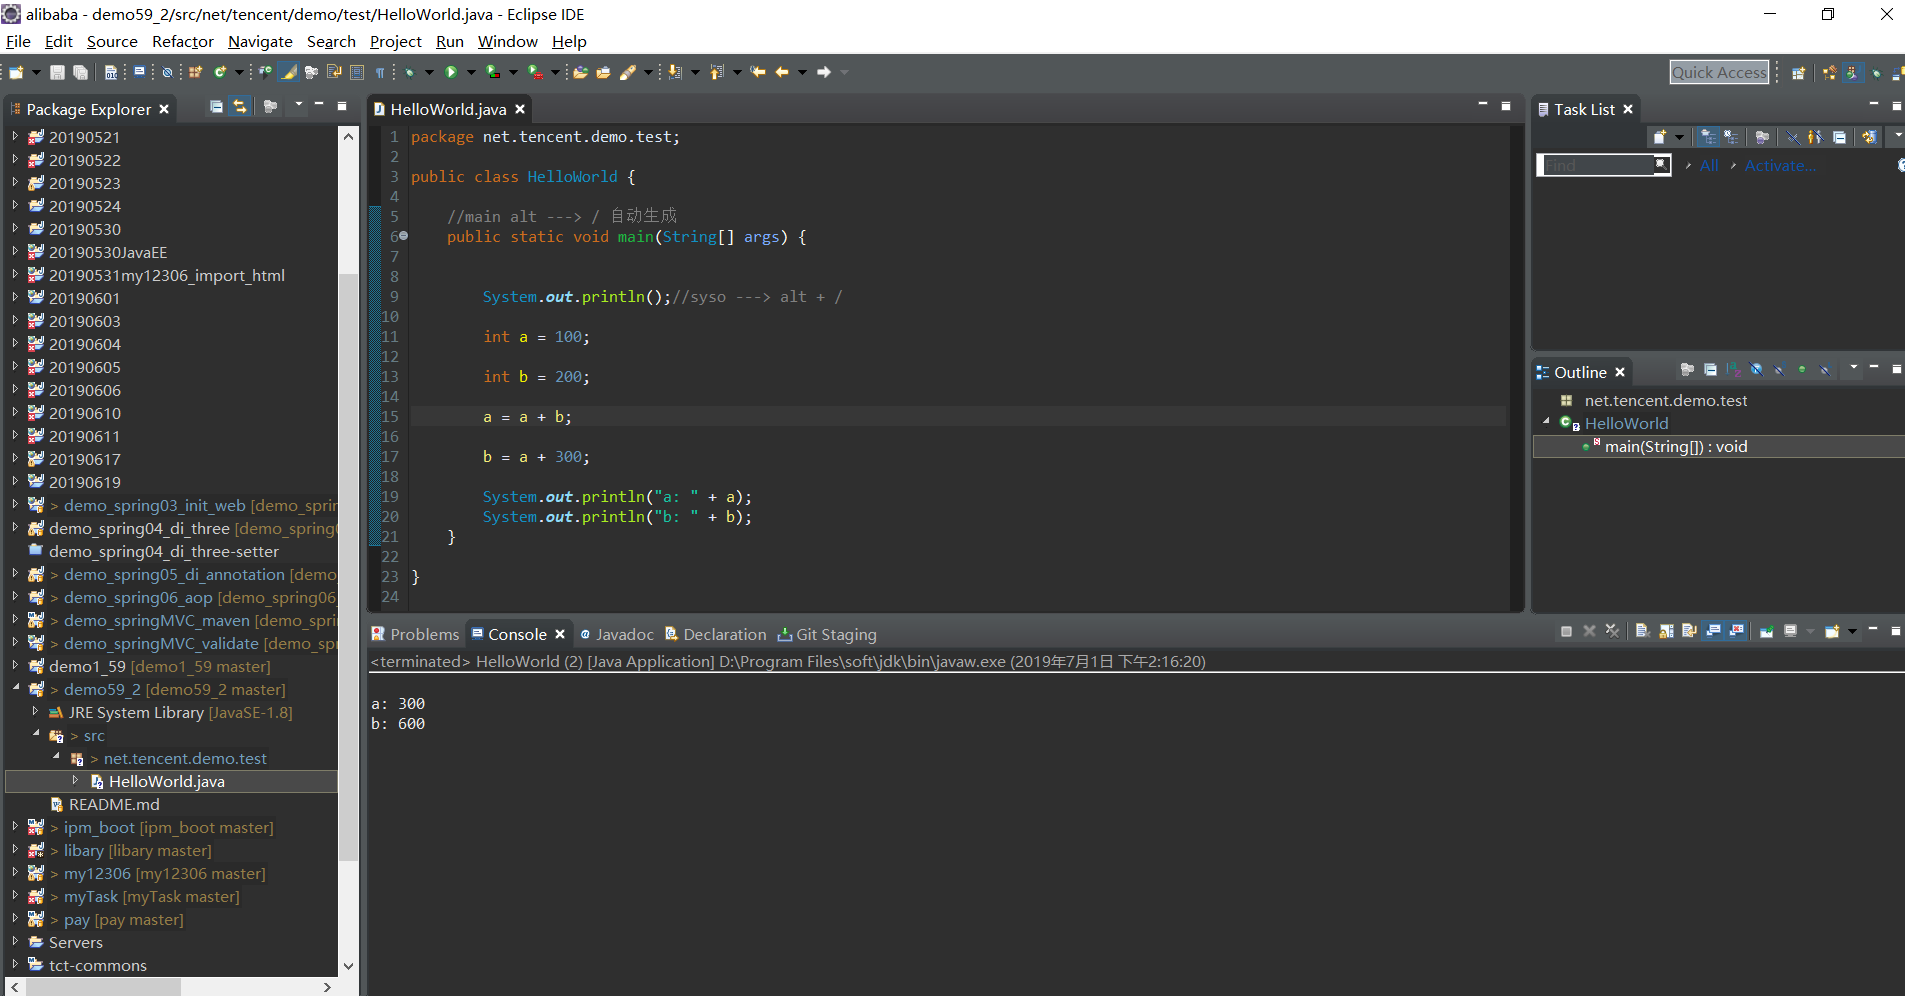 alibaba - demo59_2/src/net/tencent/demo/test/HelloWorld.java - Eclipse IDE
File Edit Source Refactor Navigate Search Project Run Window Help
Quick Access
Package Explorer
20190521
20190522
20190523
20190524
20190530
20190530JavaEE
20190531my12306_import_html
20190601
20190603
20190604
20190605
20190606
20190610
20190611
20190617
20190619
> demo_spring03_init_web [demo_sprin
demo_spring04_di_three [demo_spring0
demo_spring04_di_three-setter
> demo_spring05_di_annotation [demo_
> demo_spring06_aop [demo_spring06_
> demo_springMVC_maven [demo_spri
> demo_springMVC_validate [demo_sp
demo1_59 [demo1_59 master]
> demo59_2 [demo59_2 master]
JRE System Library [JavaSE-1.8]
> src
> net.tencent.demo.test
HelloWorld.java
README.md
> ipm_boot [ipm_boot master]
> libary [libary master]
> my12306 [my12306 master]
> myTask [myTask master]
> pay [pay master]
Servers
tct-commons
HelloWorld.java
1 package net.tencent.demo.test;
2
3 public class HelloWorld {
4
5 //main alt ---> / 自动生成
6 public static void main(String[] args) {
7
8
9 System.out.println();//syso ---> alt + /
10
11 int a = 100;
12
13 int b = 200;
14
15 a = a + b;
16
17 b = a + 300;
18
19 System.out.println("a: " + a);
20 System.out.println("b: " + b);
21 }
22
23 }
24
Problems Console Javadoc Declaration Git Staging
<terminated> HelloWorld (2) [Java Application] D:\Program Files\soft\jdk\bin\javaw.exe (2019年7月1日 下午2:16:20)
a: 300
b: 600
Task List
Find All Activate...
Outline
net.tencent.demo.test
HelloWorld
main(String[]) : void